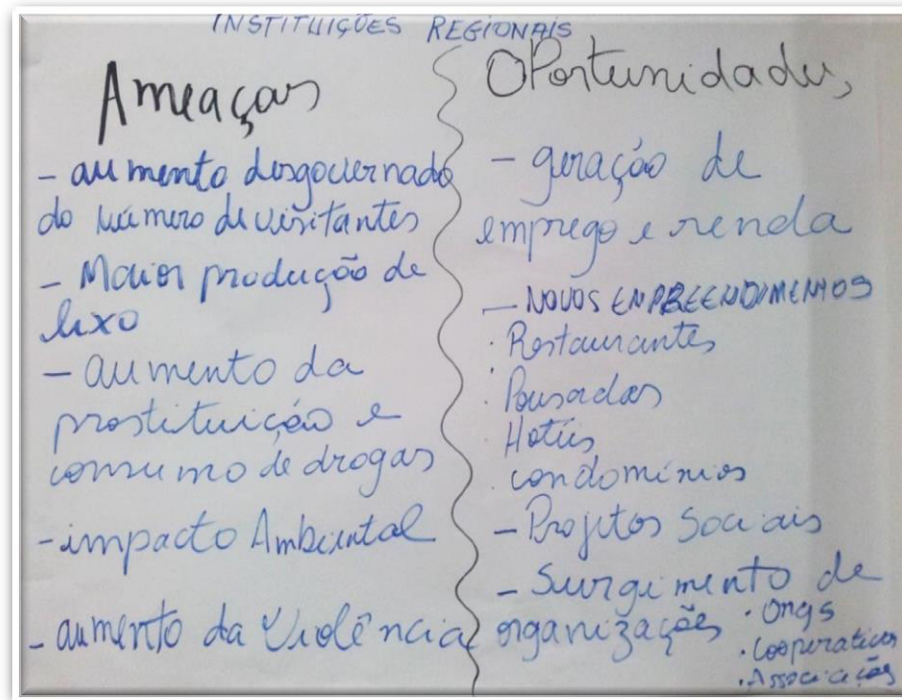 INSTITUIÇÕES REGIONAIS
Ameaças
- aumento desgovernado
do número de visitantes
- Maior produção de
lixo
- aumento da
prostituição e
consumo de drogas
- impacto Ambiental
- aumento da Violência
Oportunidades
- geração de
emprego e renda
- NOVOS ENPREENDIMENTOS
· Restaurantes
· Pousadas
Hotéis
· condomínios
- Projetos Sociais
- Surgimento de
organizações · Ongs
· Cooperativas
· Associações